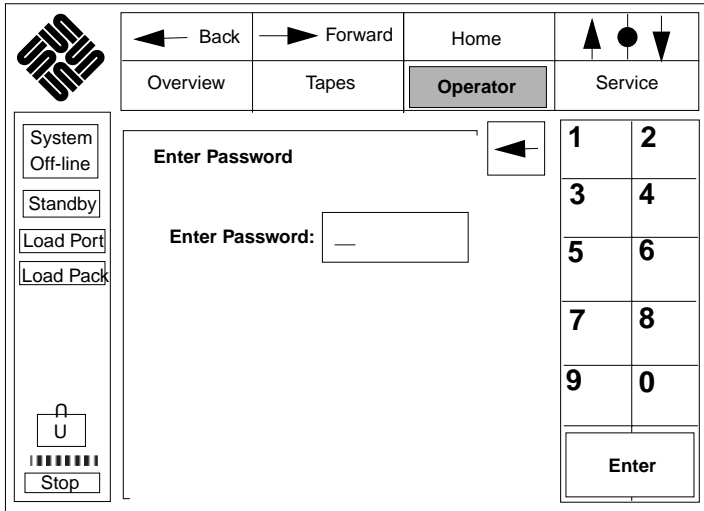 Back
Forward
Home
Overview
Tapes
Operator
Service
System
Off-line
Standby
Load Port
Load Pack
U
Stop
Enter Password
Enter Password: __
1 2
3 4
5 6
7 8
9 0
Enter